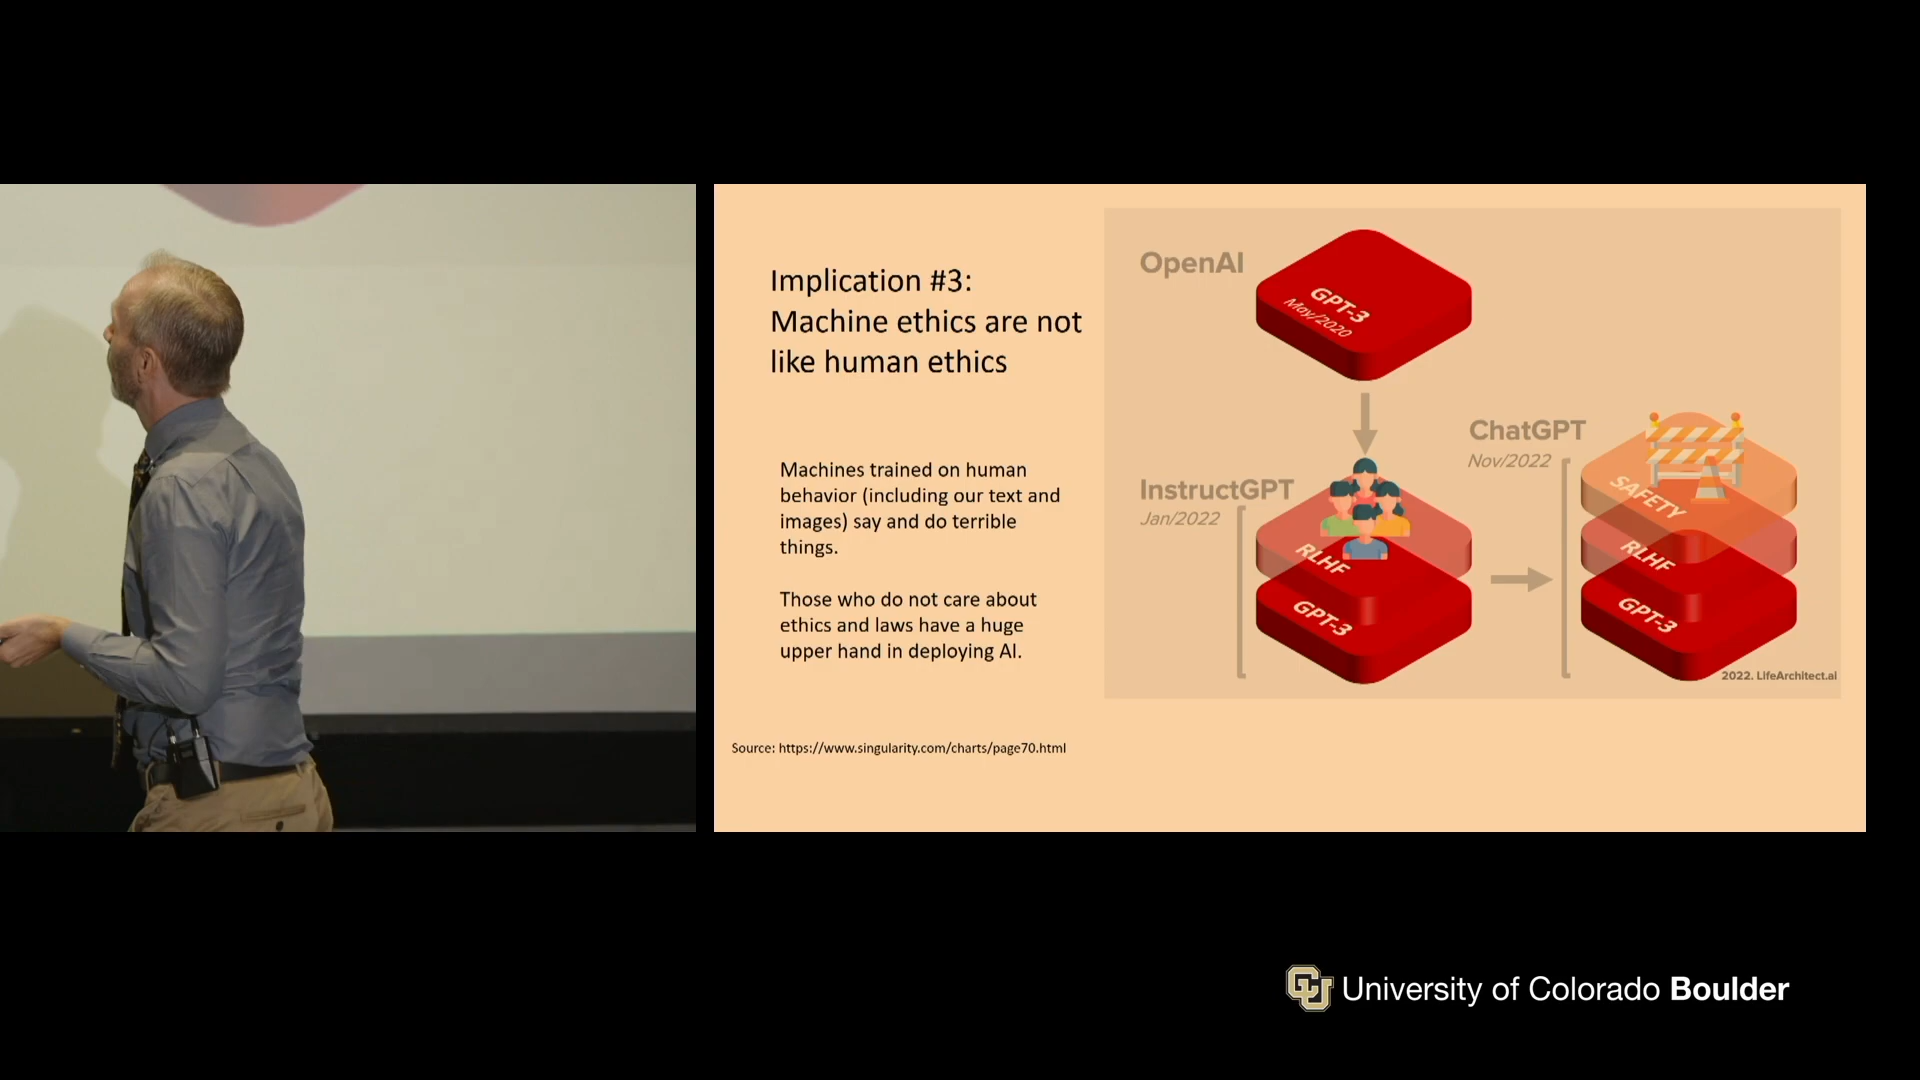 Implication #3:
Machine ethics are not
like human ethics
Machines trained on human
behavior (including our text and
images) say and do terrible
things.
Those who do not care about
ethics and laws have a huge
upper hand in deploying AI.
Source: https://www.singularity.com/charts/page70.html
OpenAI
GPT-3
May/2020
InstructGPT
Jan/2022
RLHF
GPT-3
ChatGPT
Nov/2022
SAFETY
RLHF
GPT-3
2022. LifeArchitect.ai
CU University of Colorado Boulder